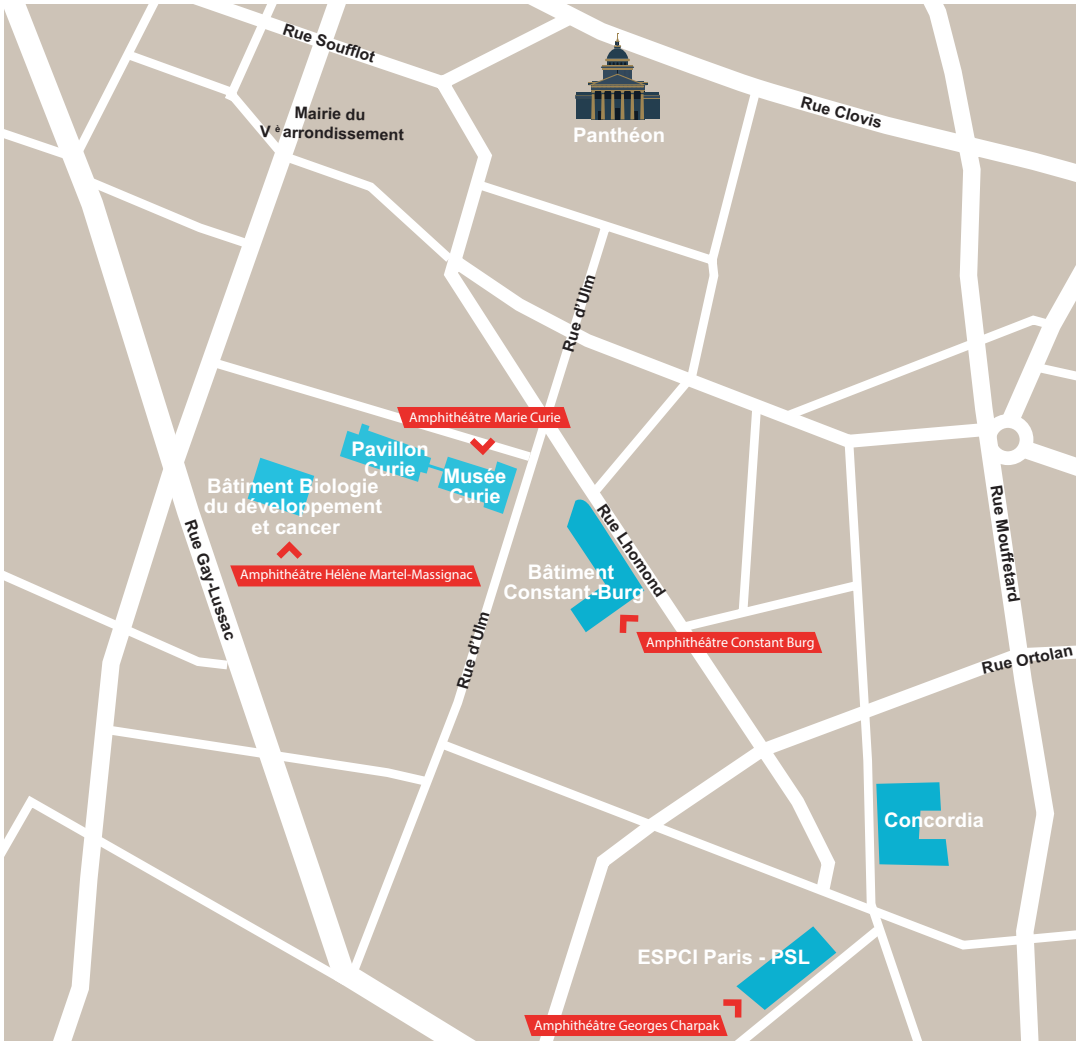 Rue Soufflot
Mairie du
V è arrondissement
Panthéon
Rue Clovis
Rue d'Ulm
Amphithéâtre Marie Curie
Pavillon
Curie
Musée
Curie
Bâtiment Biologie
du développement
et cancer
Amphithéâtre Hélène Martel-Massignac
Rue Gay-Lussac
Rue Lhomond
Bâtiment
Constant-Burg
Amphithéâtre Constant Burg
Rue Mouffetard
Rue d'Ulm
Rue Ortolan
Concordia
ESPCI Paris - PSL
Amphithéâtre Georges Charpak